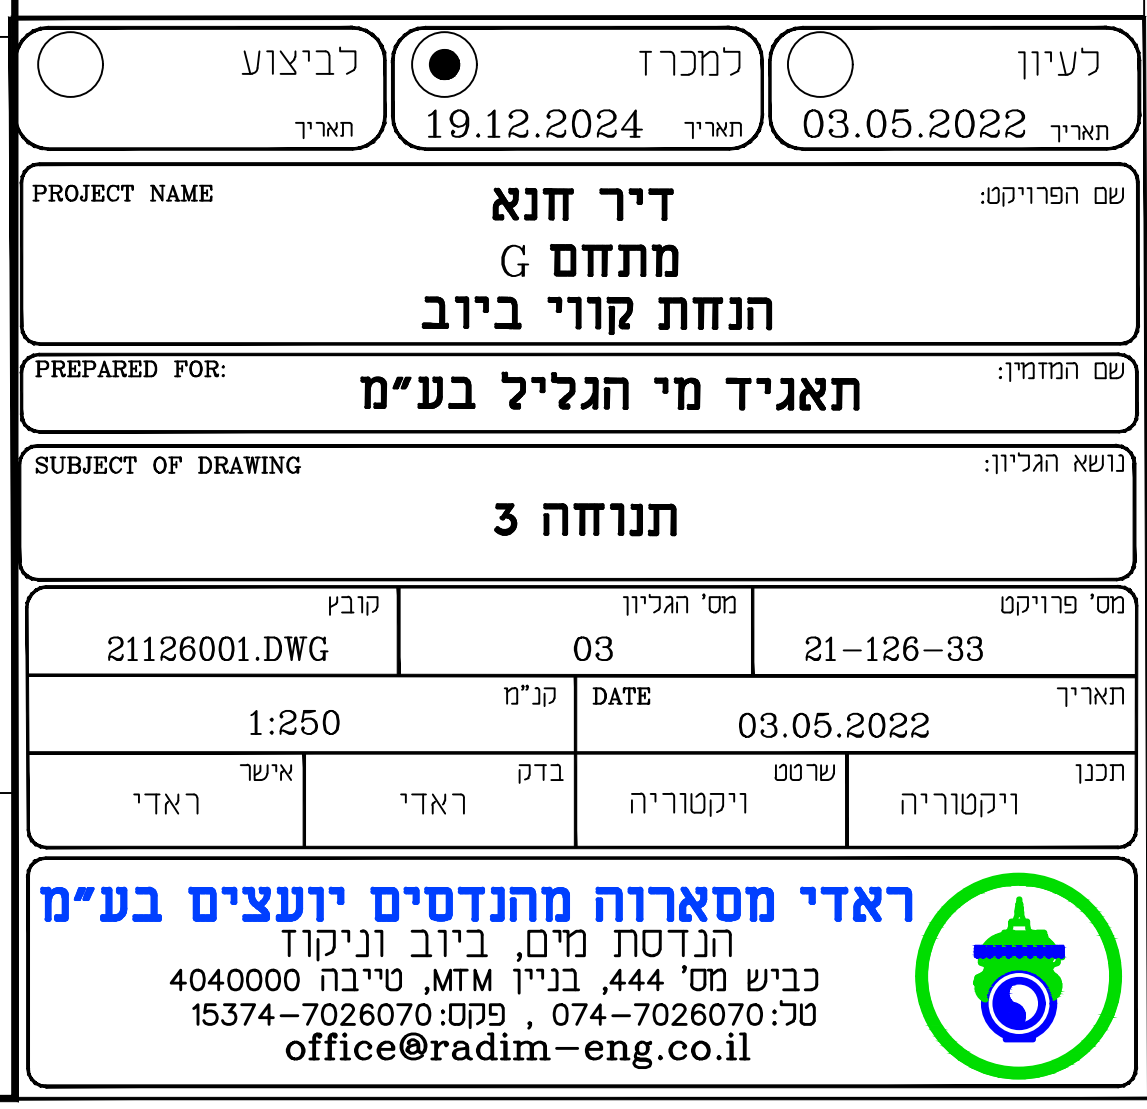 לעיון למכרז לביצוע
תאריך 03.05.2022 תאריך 19.12.2024 תאריך
שם הפרויקט: דיר חנא PROJECT NAME
מתחם G
הנחת קווי ביוב
שם המזמין: PREPARED FOR:
תאגיד מי הגליל בע"מ
נושא הגליון: SUBJECT OF DRAWING
תנוחה 3
מס' פרויקט מס' הגליון קובץ
21-126-33 03 21126001.DWG
תאריך DATE קנ"מ
03.05.2022 1:250
תכנן שרטט בדק אישר
ויקטוריה ויקטוריה ראדי ראדי
ראדי מסארוה מהנדסים יועצים בע"מ
הנדסת מים, ביוב וניקוז
כביש מס' 444, בניין MTM, טייבה 4040000
טל: 074-7026070 , פקס: 15374-7026070
office@radim-eng.co.il